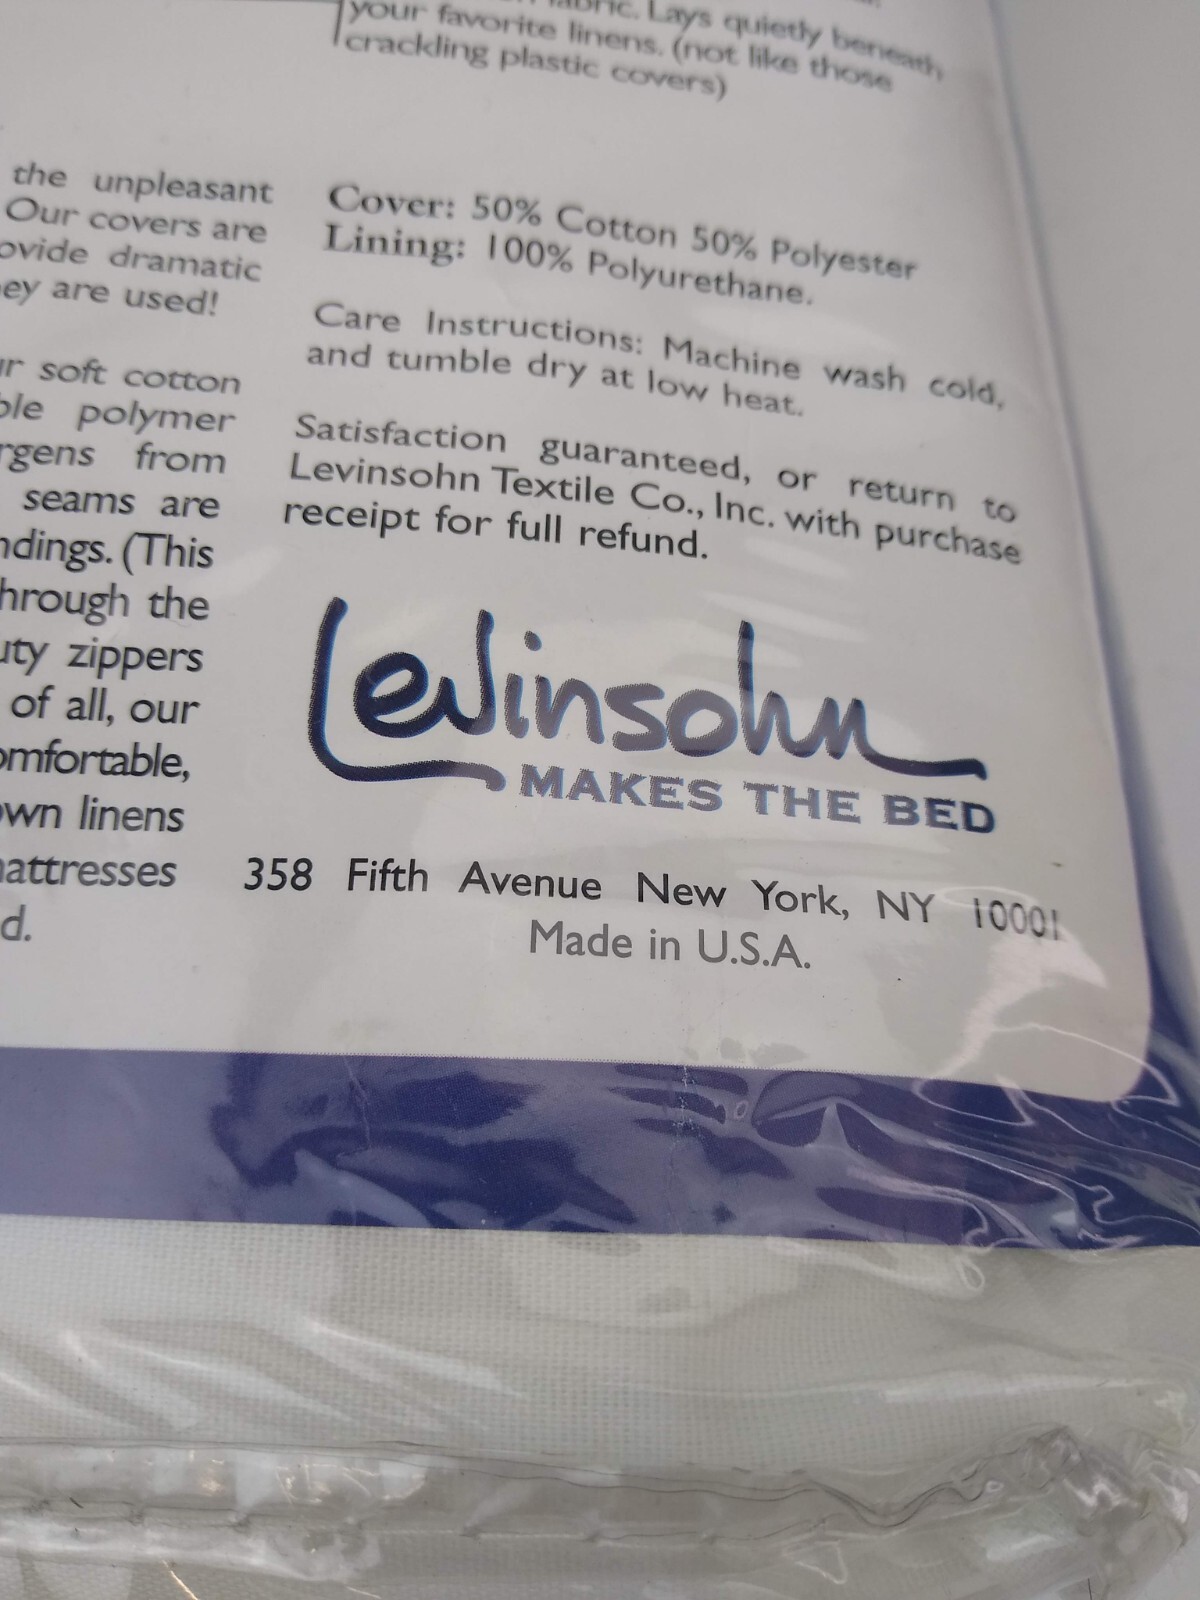 fabric. Lays quietly beneath
your favorite linens. (not like those
crackling plastic covers)
the unpleasant
Our covers are
ovide dramatic
ey are used!
ur soft cotton
ble polymer
rgens from
seams are
ndings. (This
hrough the
uty zippers
of all, our
omfortable,
own linens
nattresses
d.
Cover: 50% Cotton 50% Polyester
Lining: 100% Polyurethane.
Care Instructions: Machine wash cold,
and tumble dry at low heat.
Satisfaction guaranteed, or return to
Levinsohn Textile Co., Inc. with purchase
receipt for full refund.
Levinsohn
MAKES THE BED
358 Fifth Avenue New York, NY 10001
Made in U.S.A.